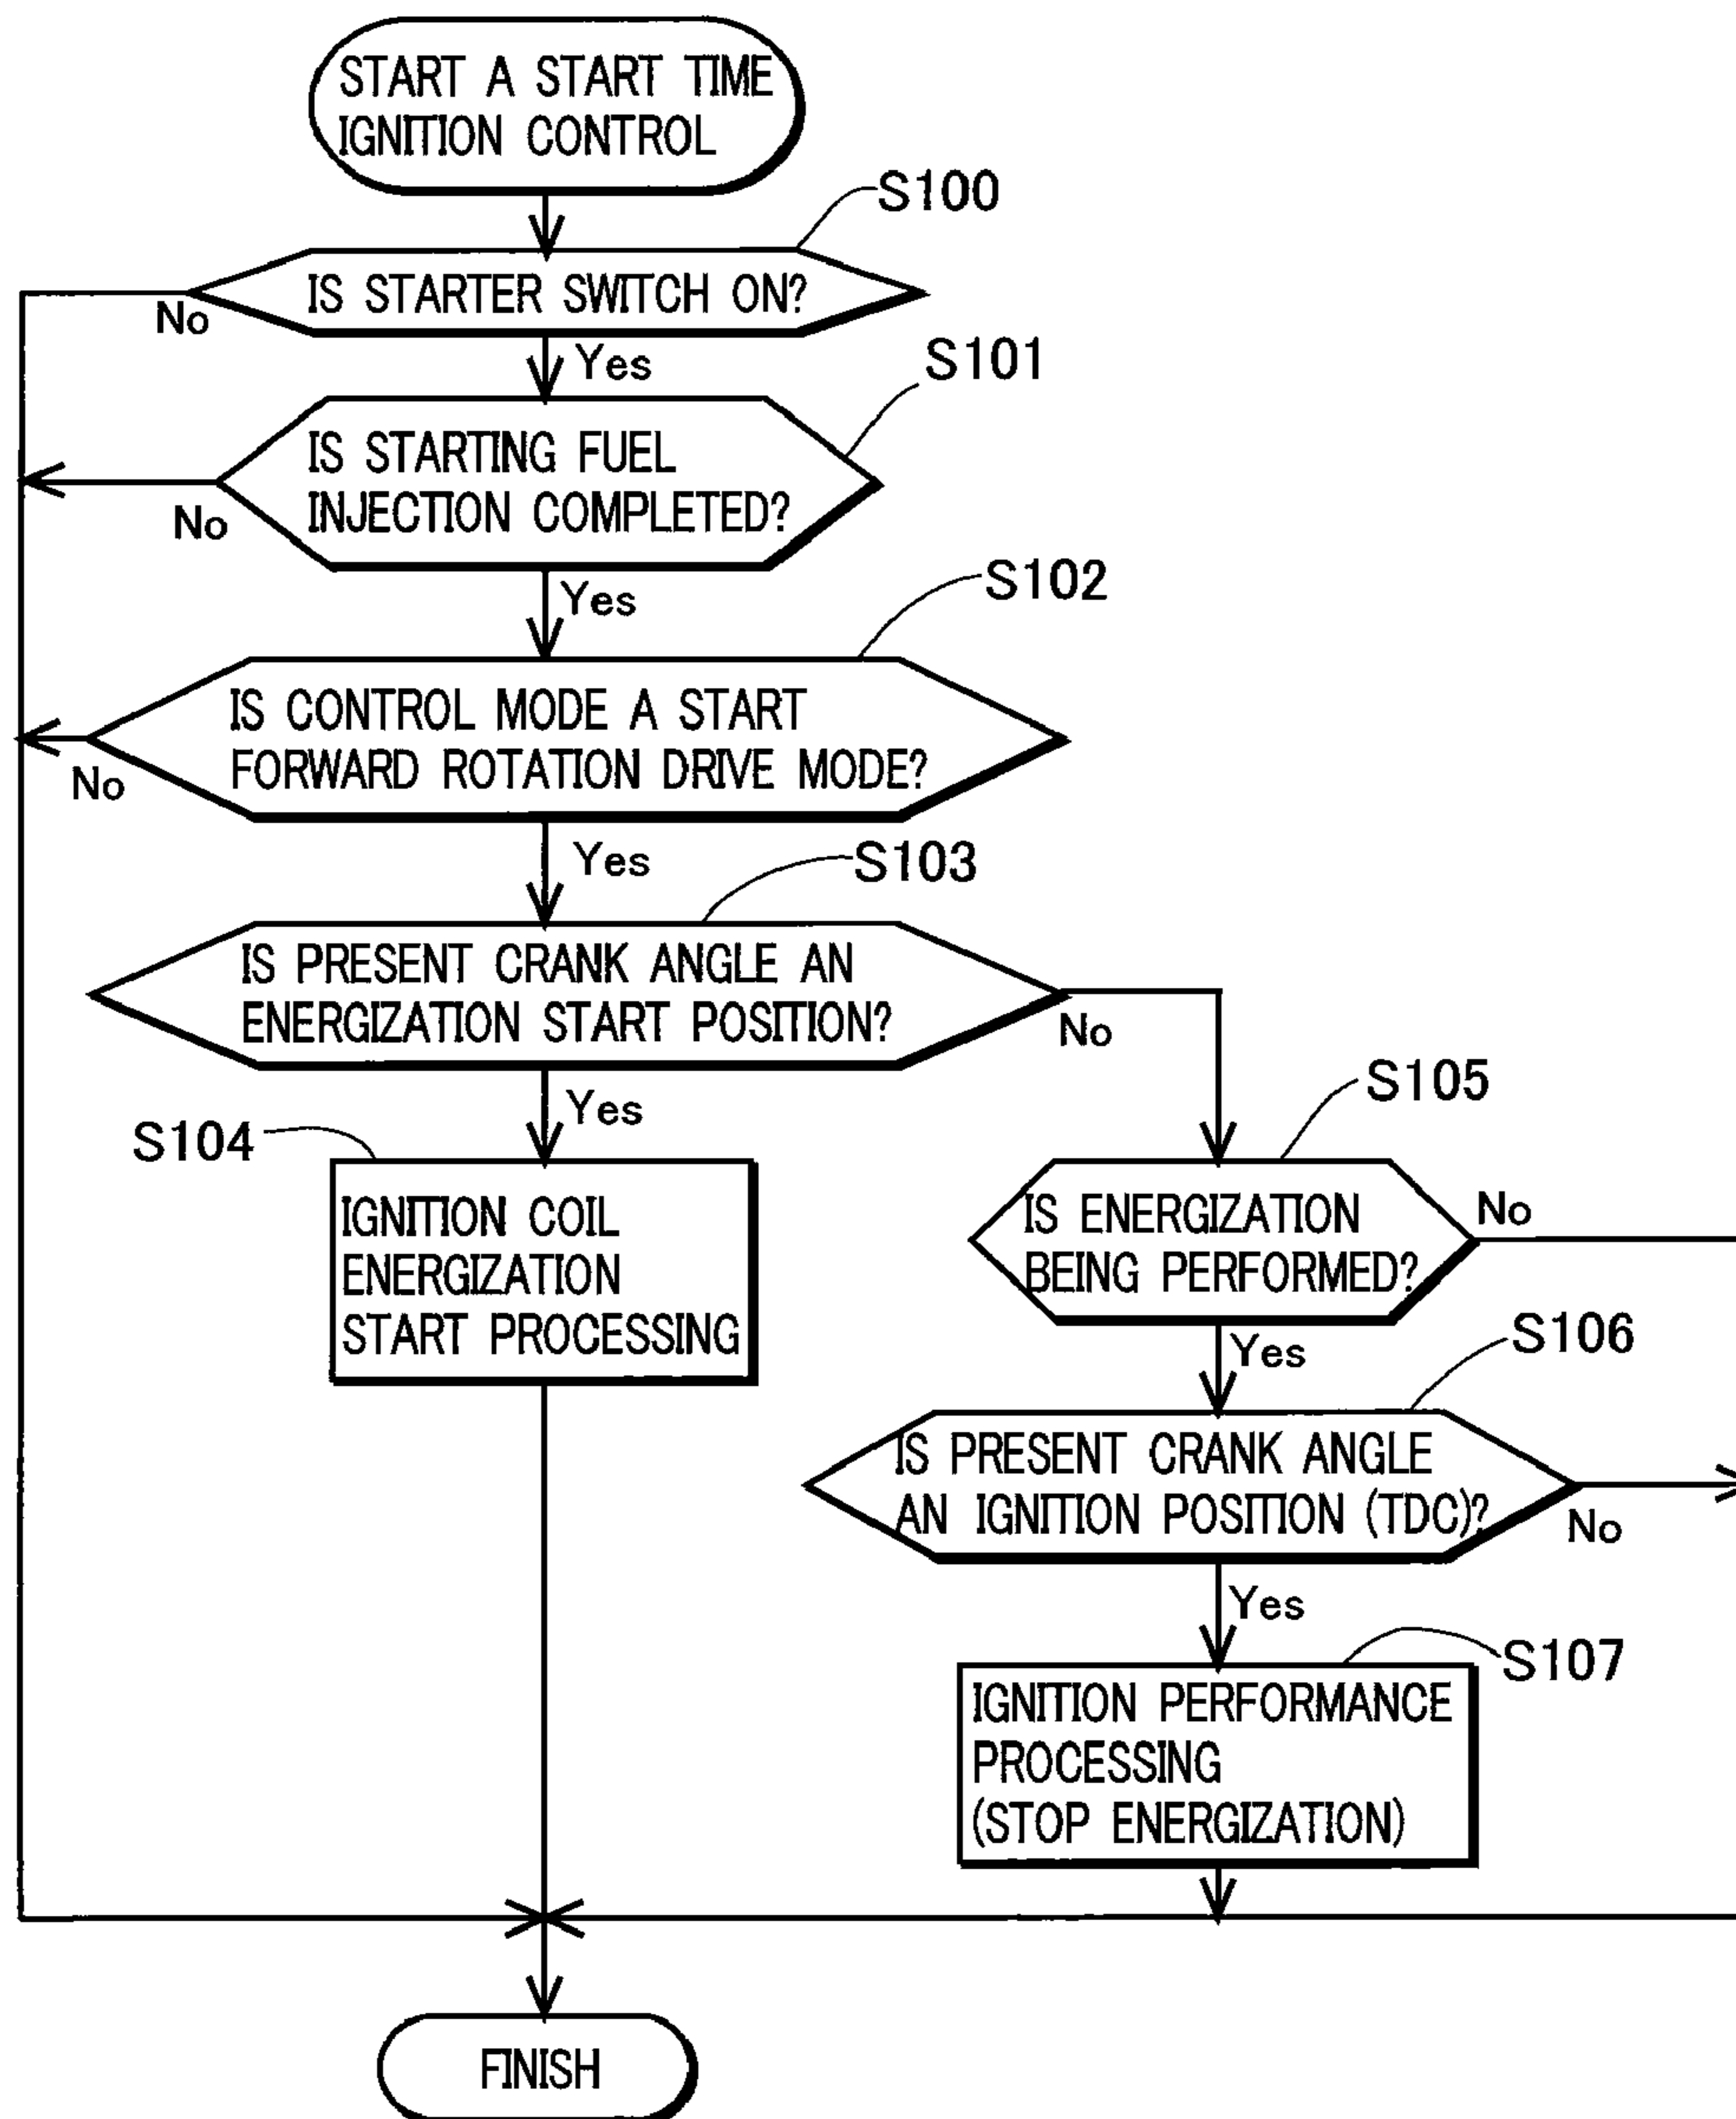 START A START TIME
IGNITION CONTROL
S100
IS STARTER SWITCH ON?
No
Yes
S101
IS STARTING FUEL
INJECTION COMPLETED?
No
Yes
S102
IS CONTROL MODE A START
FORWARD ROTATION DRIVE MODE?
No
Yes
S103
IS PRESENT CRANK ANGLE AN
ENERGIZATION START POSITION?
No
Yes
S104
IGNITION COIL
ENERGIZATION
START PROCESSING
S105
IS ENERGIZATION
BEING PERFORMED?
No
Yes
S106
IS PRESENT CRANK ANGLE
AN IGNITION POSITION (TDC)?
No
Yes
S107
IGNITION PERFORMANCE
PROCESSING
(STOP ENERGIZATION)
FINISH